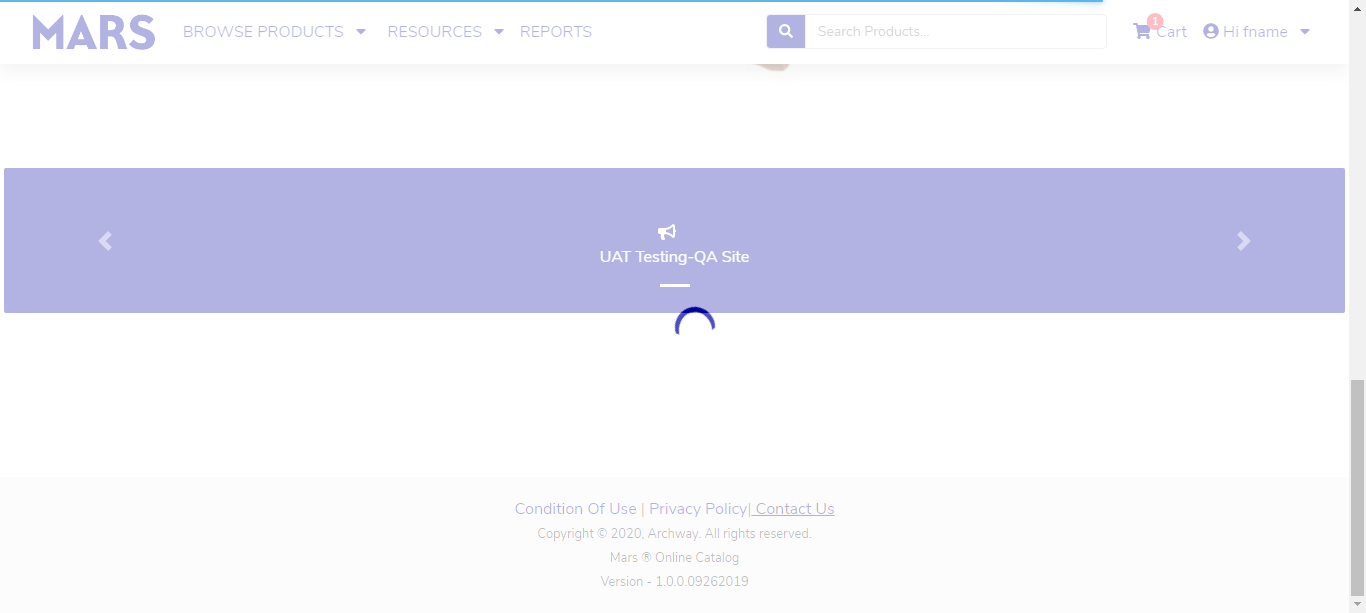 MARS BROWSE PRODUCTS RESOURCES REPORTS Search Products... 1 Cart Hi fname
UAT Testing-QA Site
Condition Of Use | Privacy Policy| Contact Us
Copyright © 2020, Archway. All rights reserved.
Mars ® Online Catalog
Version - 1.0.0.09262019